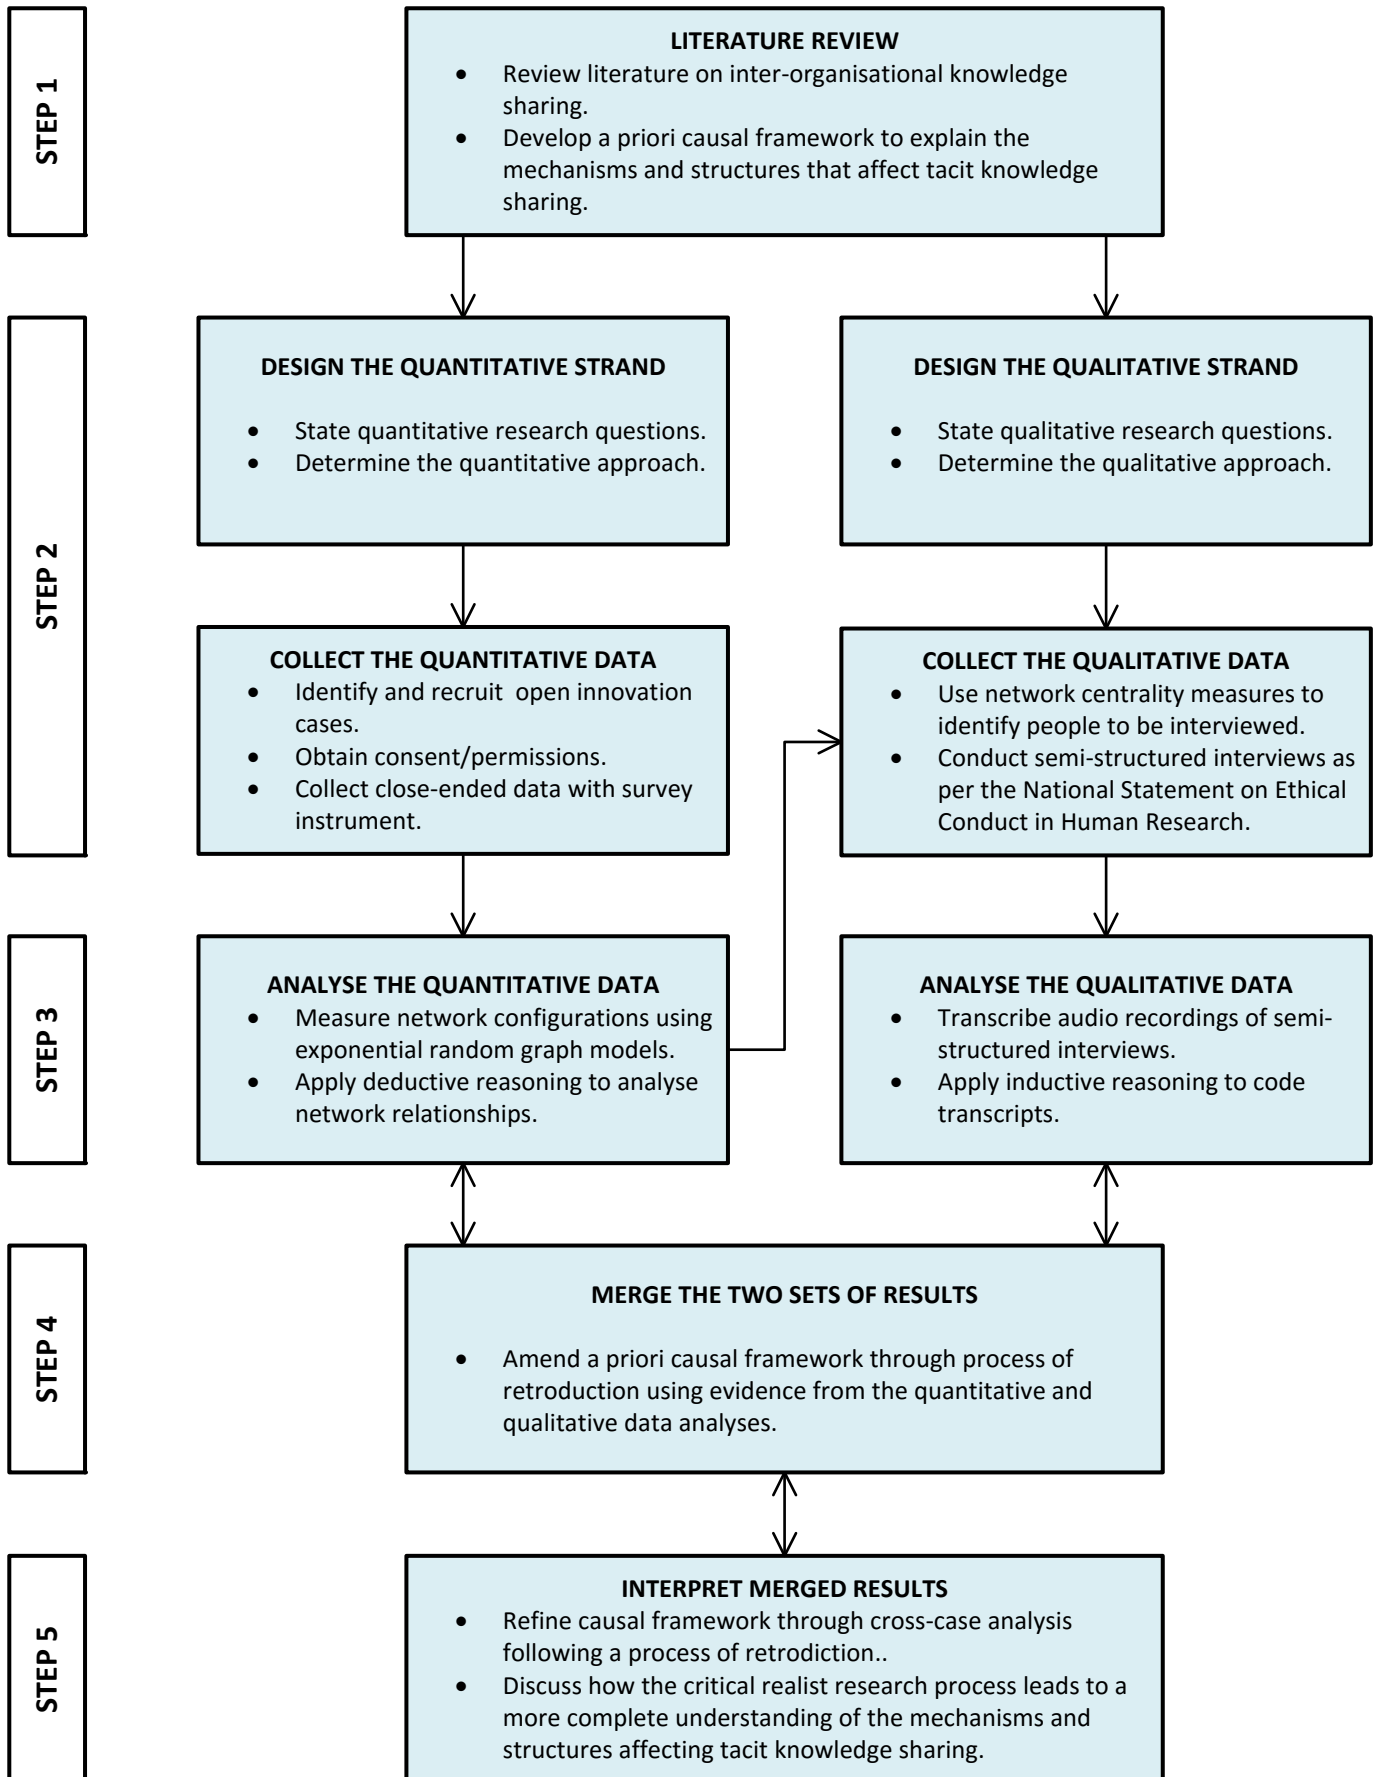 STEP 1
LITERATURE REVIEW
• Review literature on inter-organisational knowledge
sharing.
• Develop a priori causal framework to explain the
mechanisms and structures that affect tacit knowledge
sharing.
STEP 2
DESIGN THE QUANTITATIVE STRAND
• State quantitative research questions.
• Determine the quantitative approach.
DESIGN THE QUALITATIVE STRAND
• State qualitative research questions.
• Determine the qualitative approach.
COLLECT THE QUANTITATIVE DATA
• Identify and recruit  open innovation
cases.
• Obtain consent/permissions.
• Collect close-ended data with survey
instrument.
COLLECT THE QUALITATIVE DATA
• Use network centrality measures to
identify people to be interviewed.
• Conduct semi-structured interviews as
per the National Statement on Ethical
Conduct in Human Research.
STEP 3
ANALYSE THE QUANTITATIVE DATA
• Measure network configurations using
exponential random graph models.
• Apply deductive reasoning to analyse
network relationships.
ANALYSE THE QUALITATIVE DATA
• Transcribe audio recordings of semi-
structured interviews.
• Apply inductive reasoning to code
transcripts.
STEP 4
MERGE THE TWO SETS OF RESULTS
• Amend a priori causal framework through process of
retroduction using evidence from the quantitative and
qualitative data analyses.
STEP 5
INTERPRET MERGED RESULTS
• Refine causal framework through cross-case analysis
following a process of retrodiction..
• Discuss how the critical realist research process leads to a
more complete understanding of the mechanisms and
structures affecting tacit knowledge sharing.